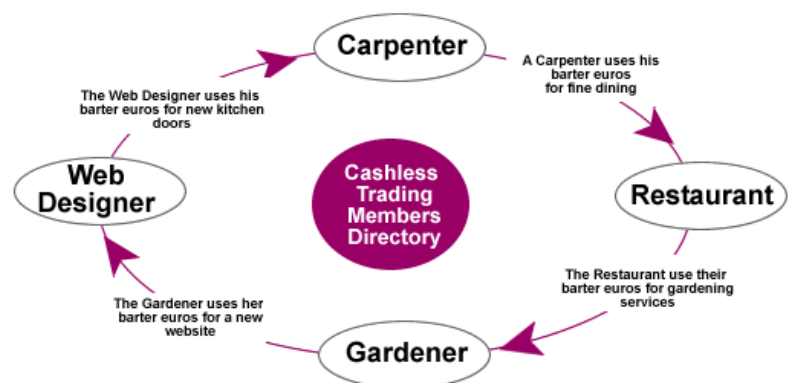 Carpenter
A Carpenter uses his
barter euros
for fine dining
The Web Designer uses his
barter euros for new kitchen
doors
Web
Designer
Cashless
Trading
Members
Directory
Restaurant
The Restaurant use their
barter euros for gardening
services
The Gardener uses her
barter euros for a new
website
Gardener